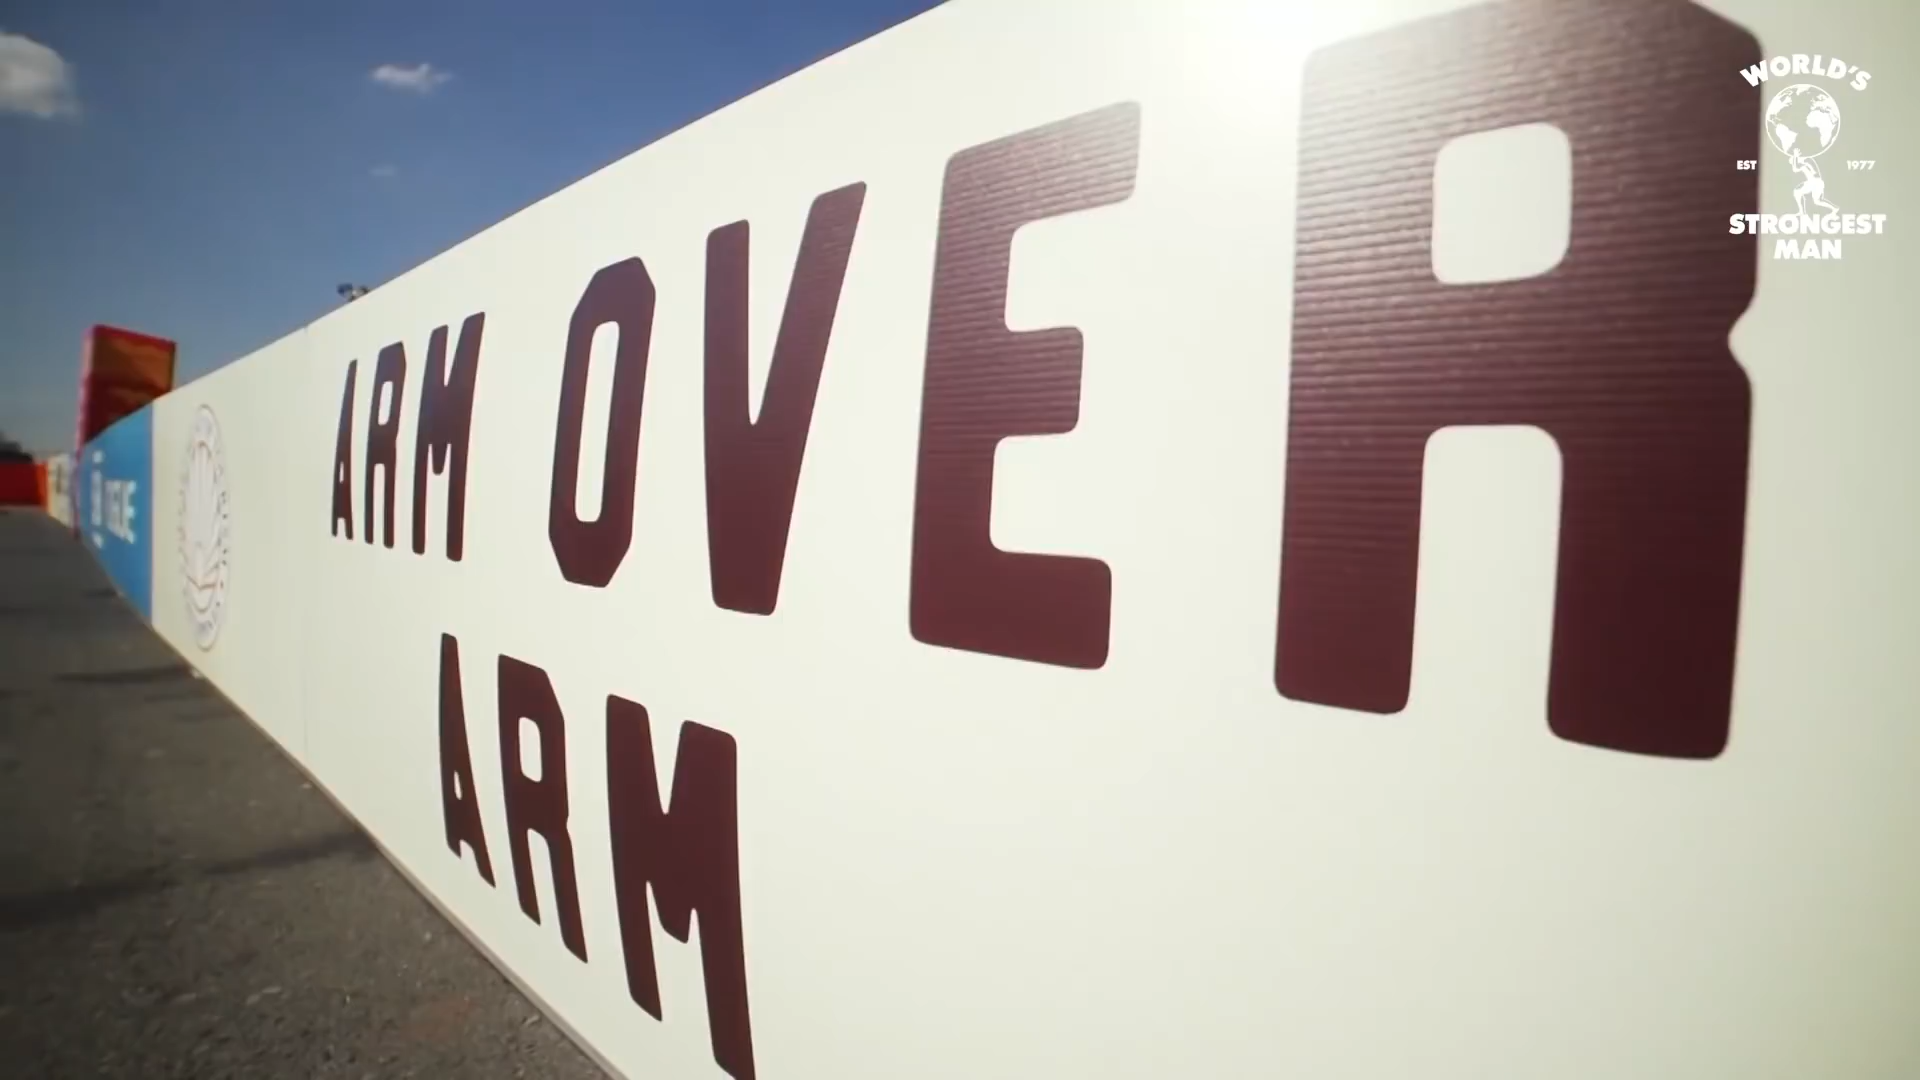 ARM OVER
ARM
WORLD'S
EST 1977
STRONGEST
MAN